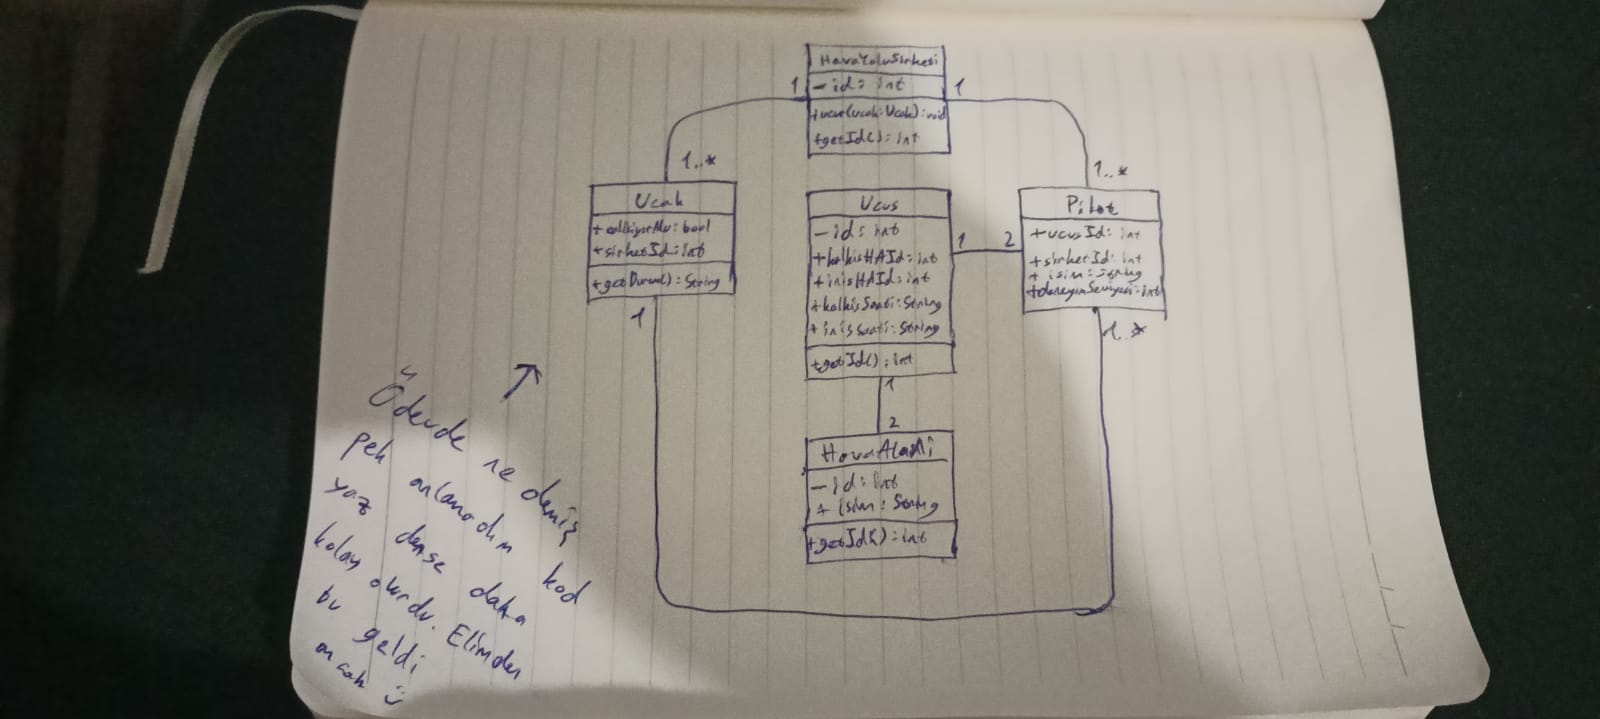 HavaYoluSirketi
- id: int
+ ucur(ucak: Ucak): void
+ getId(): int
1
1
1..*
1..*
Ucak
+ calisiyorMu: bool
+ sirketId: int
+ getDurum(): String
1
Ucus
- id: int
+ kalkisHAId: int
+ inisHAId: int
+ kalkisSaati: String
+ inisSaati: String
+ getId(): int
1
2
Pilot
+ ucusId: int
+ sirketId: int
+ isim: String
+ deneyimSeviyesi: int
1..*
1
2
HavaAlani
- id: int
+ isim: String
+ getId(): int
Ödevde ne demiş
pek anlamadım kod
yaz dense daha
kolay olurdu. Elimden
bu geldi
ancak :)